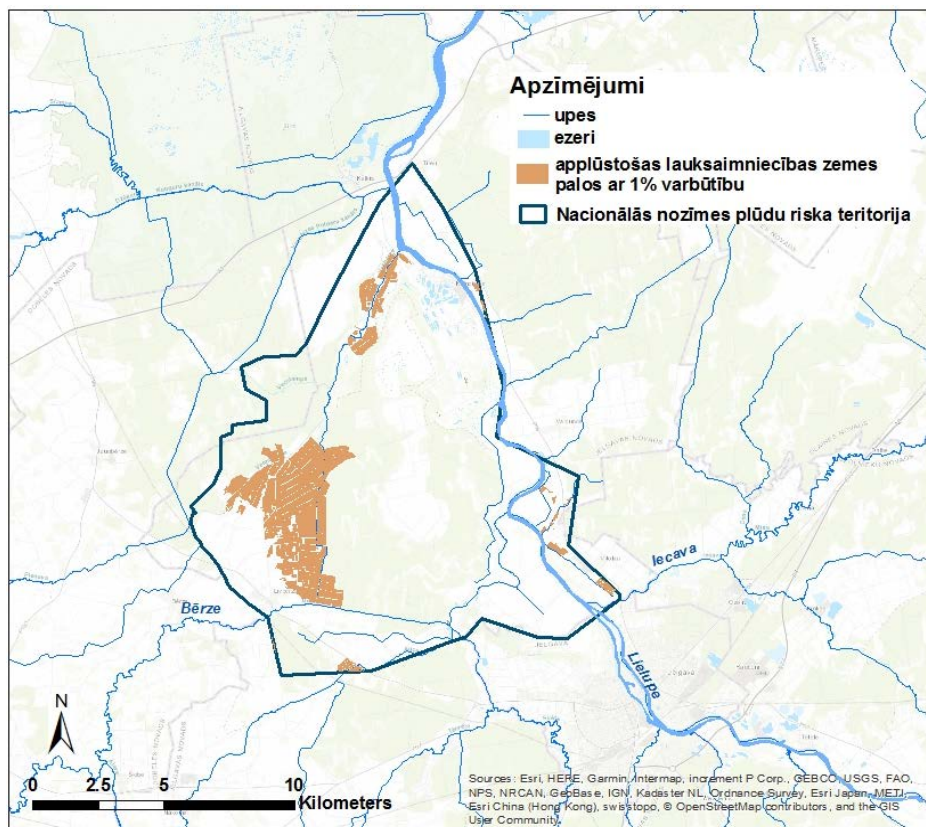 Apzīmējumi
upes
ezeri
applūstošas lauksaimniecības zemes
palos ar 1% varbūtību
Nacionālās nozīmes plūdu riska teritorija
Iecava
Bērze
Lielupe
N
0 2.5 5 10
Kilometers
Sources: Esri, HERE, Garmin, Intermap, increment P Corp., GEBCO, USGS, FAO,
NPS, NRCAN, GeoBase, IGN, Kadaster NL, Ordnance Survey, Esri Japan, METI,
Esri China (Hong Kong), swisstopo, © OpenStreetMap contributors, and the GIS
User Community